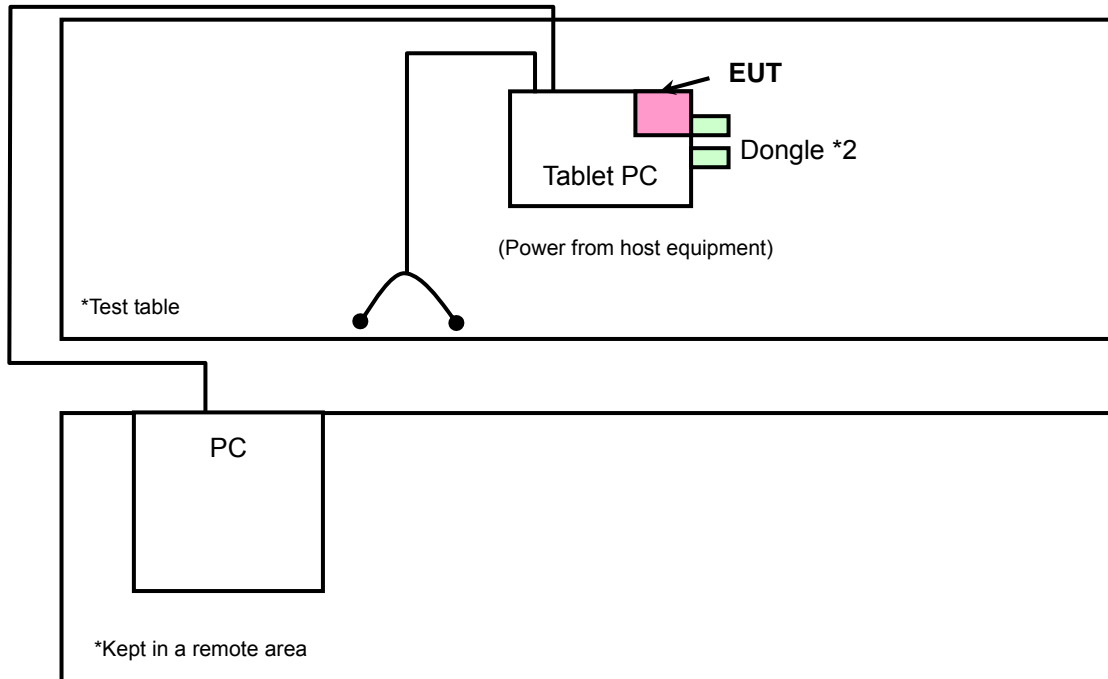 EUT
Dongle *2
Tablet PC
(Power from host equipment)
*Test table
PC
*Kept in a remote area